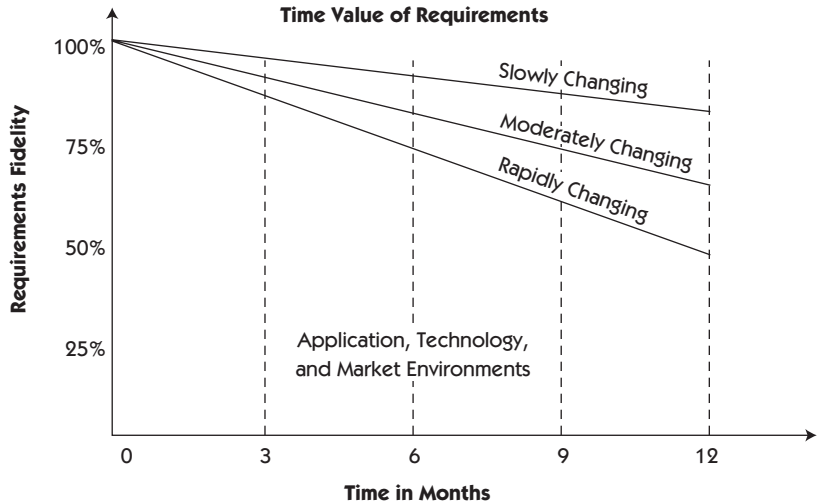 Time Value of Requirements
100%
75%
50%
25%
Requirements Fidelity
Slowly Changing
Moderately Changing
Rapidly Changing
Application, Technology,
and Market Environments
0 3 6 9 12
Time in Months